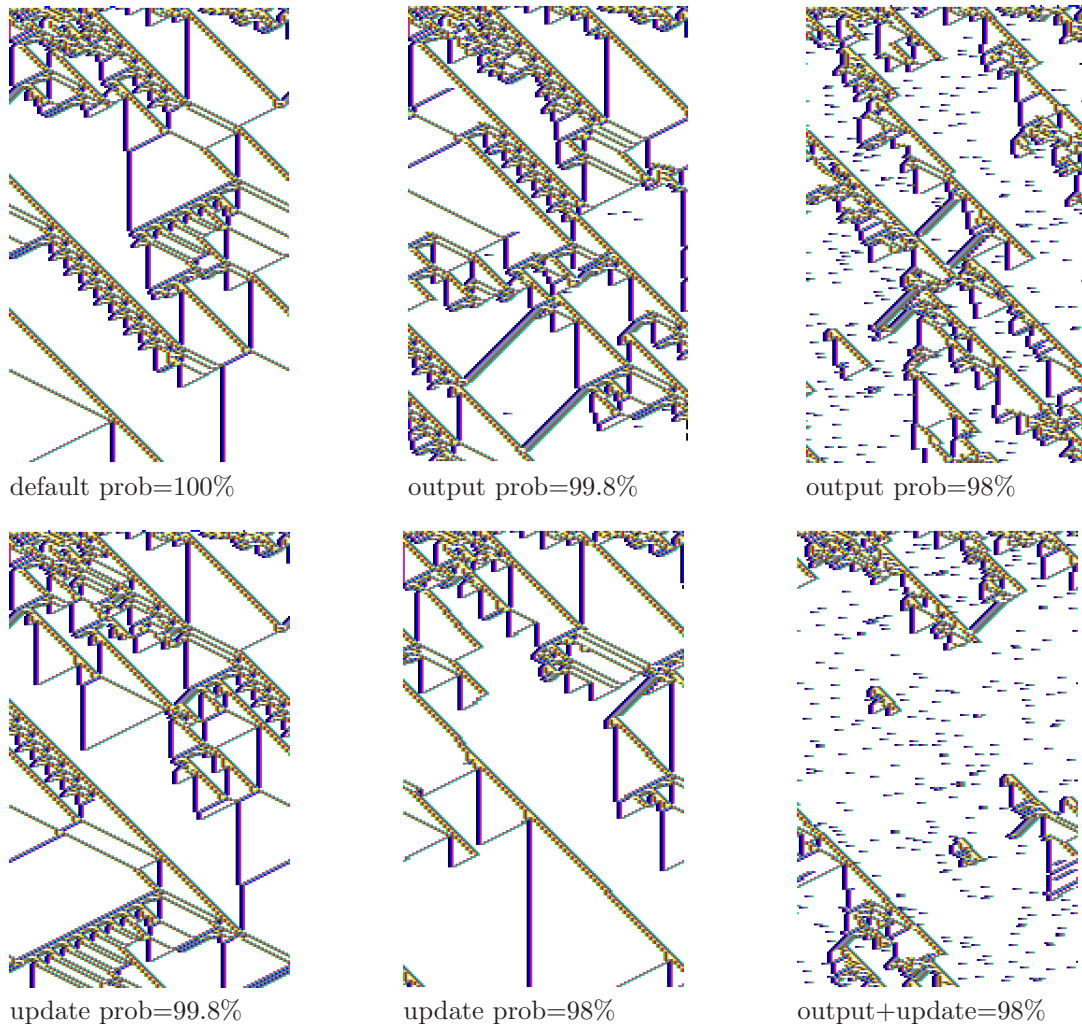 default prob=100%
output prob=99.8%
output prob=98%
update prob=99.8%
update prob=98%
output+update=98%